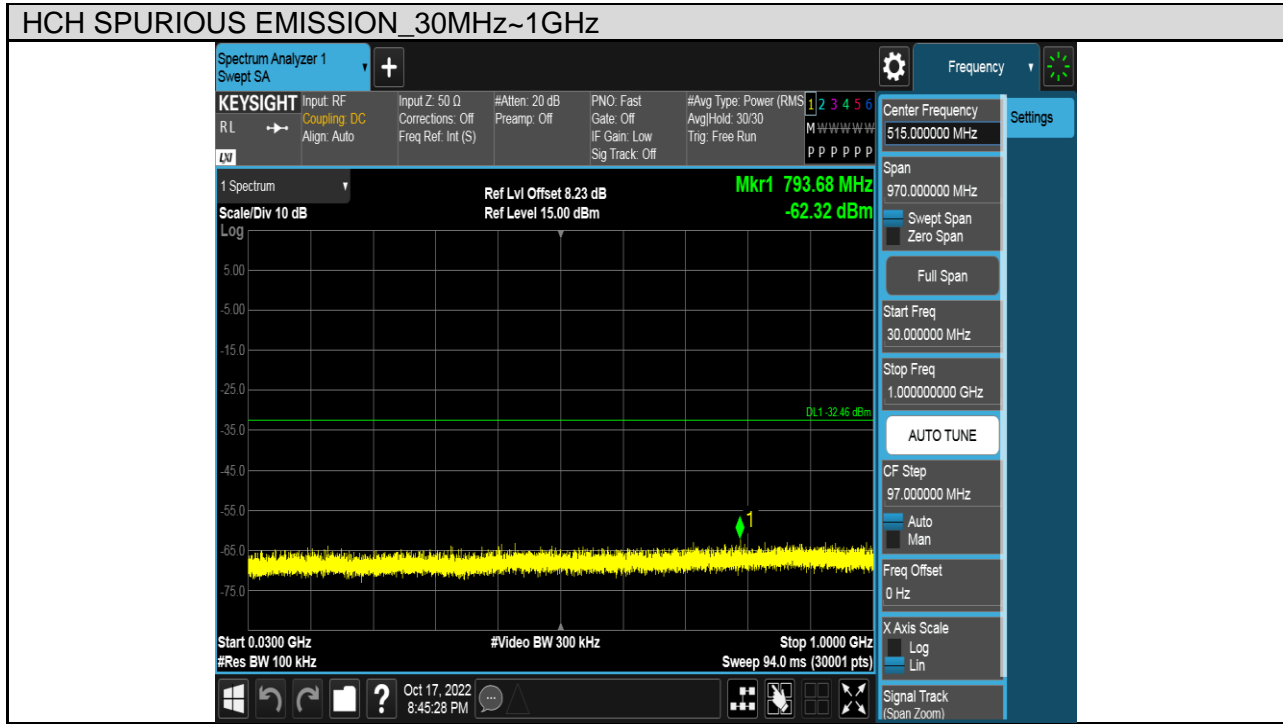 HCH SPURIOUS EMISSION_30MHz~1GHz
Spectrum Analyzer 1
Swept SA
+
Frequency
KEYSIGHT
RL
LXI
Input: RF
Coupling: DC
Align: Auto
Input Z: 50 Ω
Corrections: Off
Freq Ref: Int (S)
#Atten: 20 dB
Preamp: Off
PNO: Fast
Gate: Off
IF Gain: Low
Sig Track: Off
#Avg Type: Power (RMS
Avg|Hold: 30/30
Trig: Free Run
1 2 3 4 5 6
M W W W W W
P P P P P P
1 Spectrum
Scale/Div 10 dB
Log
Ref Lvl Offset 8.23 dB
Ref Level 15.00 dBm
Mkr1 793.68 MHz
-62.32 dBm
5.00
-5.00
-15.0
-25.0
DL1 -32.46 dBm
-35.0
-45.0
-55.0
1
-65.0
-75.0
Start 0.0300 GHz
#Res BW 100 kHz
#Video BW 300 kHz
Stop 1.0000 GHz
Sweep 94.0 ms (30001 pts)
?
Oct 17, 2022
8:45:28 PM
Center Frequency
515.000000 MHz
Span
970.000000 MHz
Swept Span
Zero Span
Full Span
Start Freq
30.000000 MHz
Stop Freq
1.000000000 GHz
AUTO TUNE
CF Step
97.000000 MHz
Auto
Man
Freq Offset
0 Hz
X Axis Scale
Log
Lin
Signal Track
(Span Zoom)
Settings